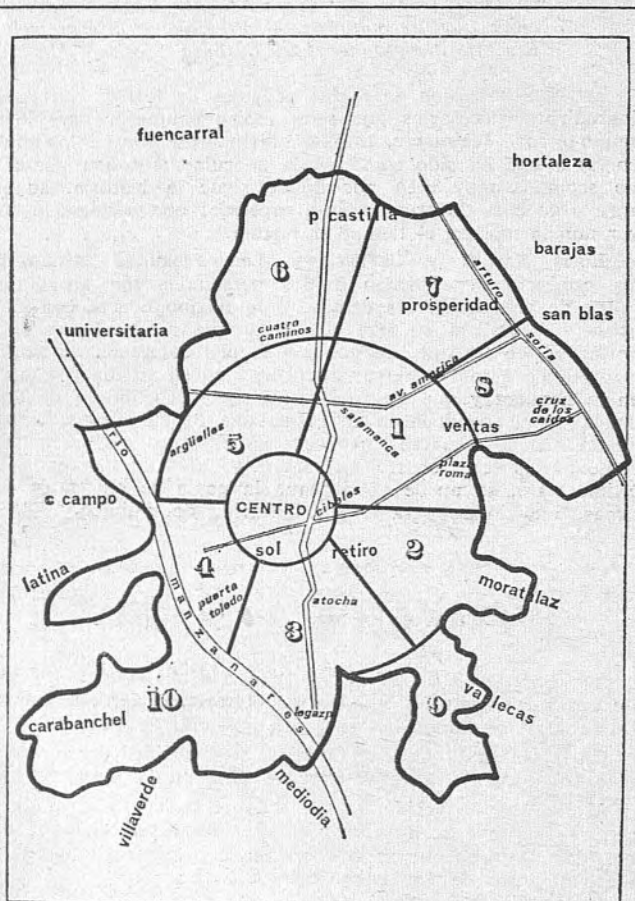 fuencarral
hortaleza
p castilla
barajas
6
7
arturo
soria
prosperidad
san blas
universitaria
cuatro
caminos
av. america
8
cruz
de los
caidos
salamanca
1
ventas
argüelles
5
plaza
roma
rio
manzanares
c campo
CENTRO
cibeles
sol
retiro
2
latina
4
puerta
toledo
atocha
moratalaz
3
10
legazpi
9
vallecas
carabanchel
villaverde
mediodia